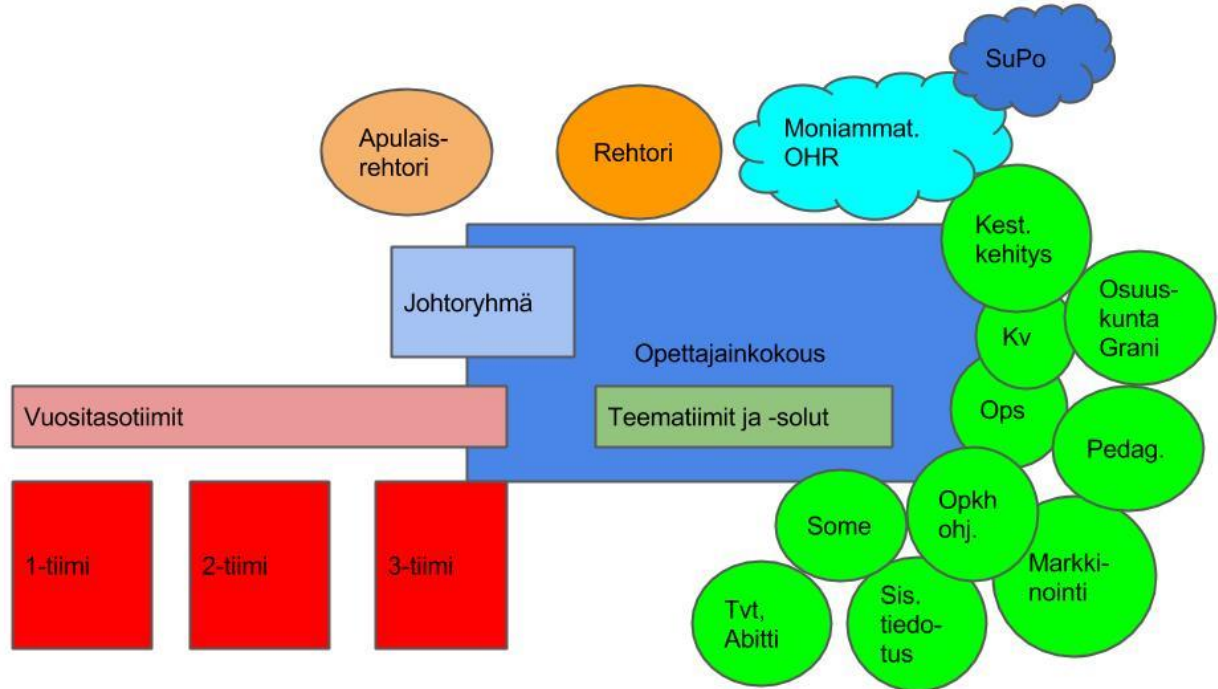 SuPo
Apulais-
rehtori
Rehtori
Moniammat.
OHR
Kest.
kehitys
Johtoryhmä
Osuus-
kunta
Grani
Kv
Opettajainkokous
Vuositasotiimit
Teematiimit ja -solut
Ops
Pedag.
1-tiimi
2-tiimi
3-tiimi
Some
Opkh
ohj.
Markki-
nointi
Tvt,
Abitti
Sis.
tiedo-
tus